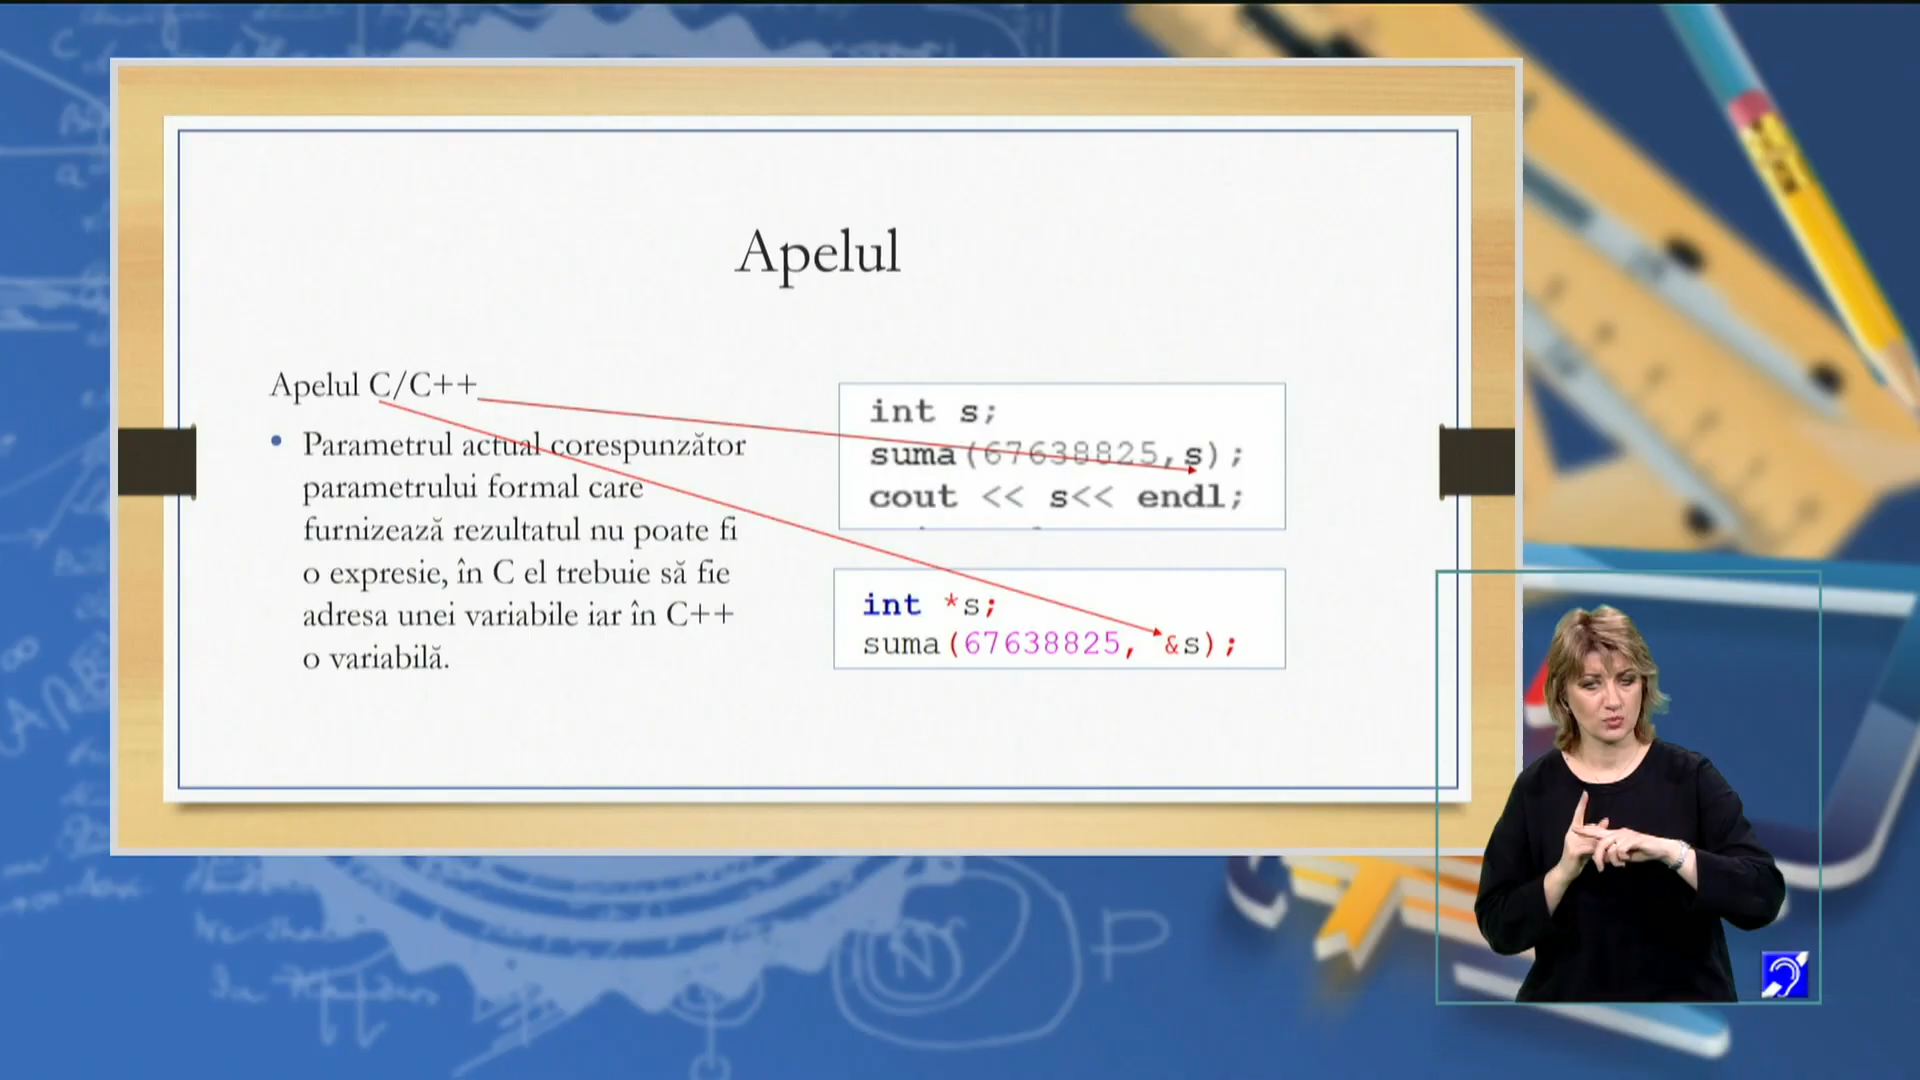 Apelul
Apelul C/C++
• Parametrul actual corespunzător
parametrului formal care
furnizează rezultatul nu poate fi
o expresie, în C el trebuie să fie
adresa unei variabile iar în C++
o variabilă.
int s;
suma(67638825,s);
cout << s<< endl;
int *s;
suma(67638825, &s);
N
P